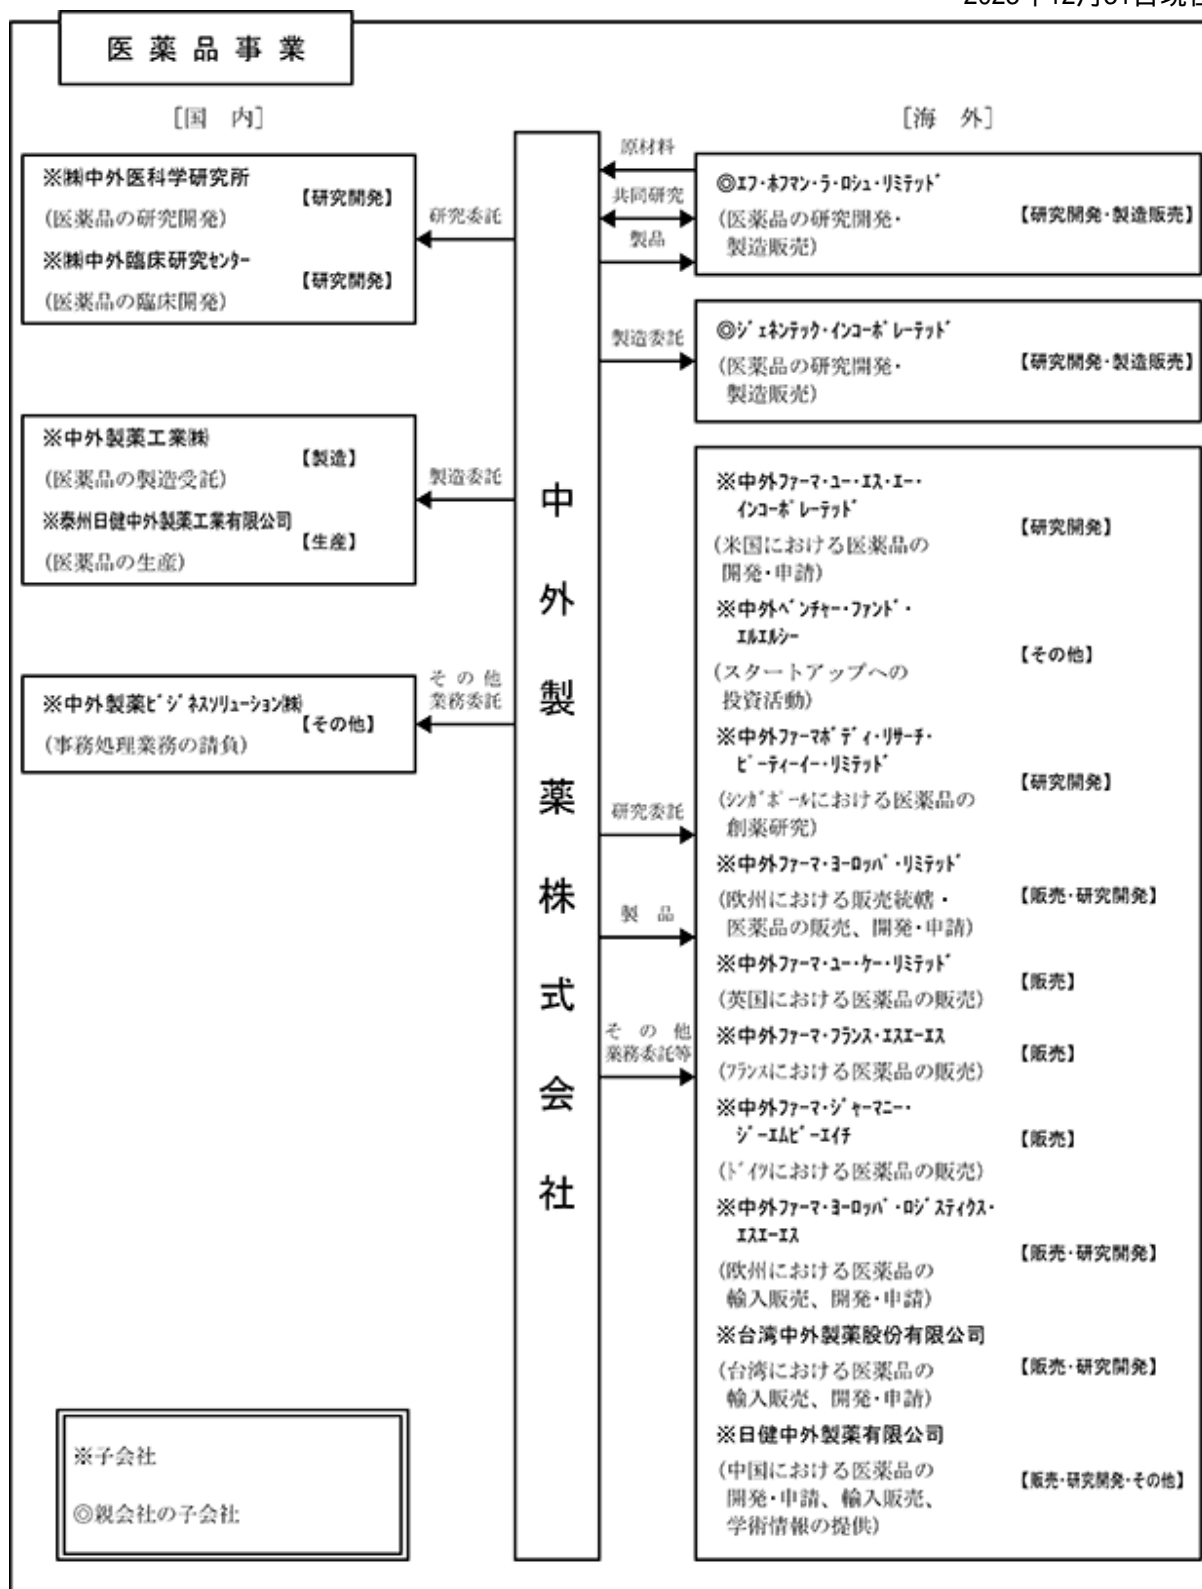 医薬品事業
[国 内]
※㈱中外医科学研究所
【研究開発】
(医薬品の研究開発)
※㈱中外臨床研究ｾﾝﾀｰ
【研究開発】
(医薬品の臨床開発)
研究委託
※中外製薬工業㈱
【製造】
(医薬品の製造受託)
※泰州日健中外製薬工業有限公司
【生産】
(医薬品の生産)
製造委託
※中外製薬ﾋﾞｼﾞﾈｽｿﾘｭｰｼｮﾝ㈱
【その他】
(事務処理業務の請負)
その他
業務委託
※子会社
◎親会社の子会社
中外製薬株式会社
[海 外]
原材料
共同研究
製品
◎ｴﾌ･ﾎﾌﾏﾝ･ﾗ･ﾛｼｭ･ﾘﾐﾃｯﾄﾞ
(医薬品の研究開発･
製造販売)
【研究開発･製造販売】
製造委託
◎ｼﾞｪﾈﾝﾃｯｸ･ｲﾝｺｰﾎﾟﾚｰﾃｯﾄﾞ
(医薬品の研究開発･
製造販売)
【研究開発･製造販売】
研究委託
製 品
その他
業務委託等
※中外ﾌｧｰﾏ･ﾕｰ･ｴｽ･ｴｰ･
ｲﾝｺｰﾎﾟﾚｰﾃｯﾄﾞ
【研究開発】
(米国における医薬品の
開発･申請)
※中外ﾍﾞﾝﾁｬｰ･ﾌｧﾝﾄﾞ･
ｴﾙｴﾙｼｰ
【その他】
(スタートアップへの
投資活動)
※中外ﾌｧｰﾏﾎﾞﾃﾞｨ･ﾘｻｰﾁ･
ﾋﾟｰﾃｨｰｲｰ･ﾘﾐﾃｯﾄﾞ
【研究開発】
(ｼﾝｶﾞﾎﾟｰﾙにおける医薬品の
創薬研究)
※中外ﾌｧｰﾏ･ﾖｰﾛｯﾊﾟ･ﾘﾐﾃｯﾄﾞ
【販売･研究開発】
(欧州における販売統轄･
医薬品の販売、開発･申請)
※中外ﾌｧｰﾏ･ﾕｰ･ｹｰ･ﾘﾐﾃｯﾄﾞ
【販売】
(英国における医薬品の販売)
※中外ﾌｧｰﾏ･ﾌﾗﾝｽ･ｴｽｴｰｴｽ
【販売】
(ﾌﾗﾝｽにおける医薬品の販売)
※中外ﾌｧｰﾏ･ｼﾞｬｰﾏﾆｰ･
ｼﾞｰｴﾑﾋﾞｰｴｲﾁ
【販売】
(ﾄﾞｲﾂにおける医薬品の販売)
※中外ﾌｧｰﾏ･ﾖｰﾛｯﾊﾟ･ﾛｼﾞｽﾃｨｸｽ･
ｴｽｴｰｴｽ
【販売･研究開発】
(欧州における医薬品の
輸入販売、開発･申請)
※台湾中外製薬股份有限公司
【販売･研究開発】
(台湾における医薬品の
輸入販売、開発･申請)
※日健中外製薬有限公司
【販売･研究開発･その他】
(中国における医薬品の
開発･申請、輸入販売、
学術情報の提供)